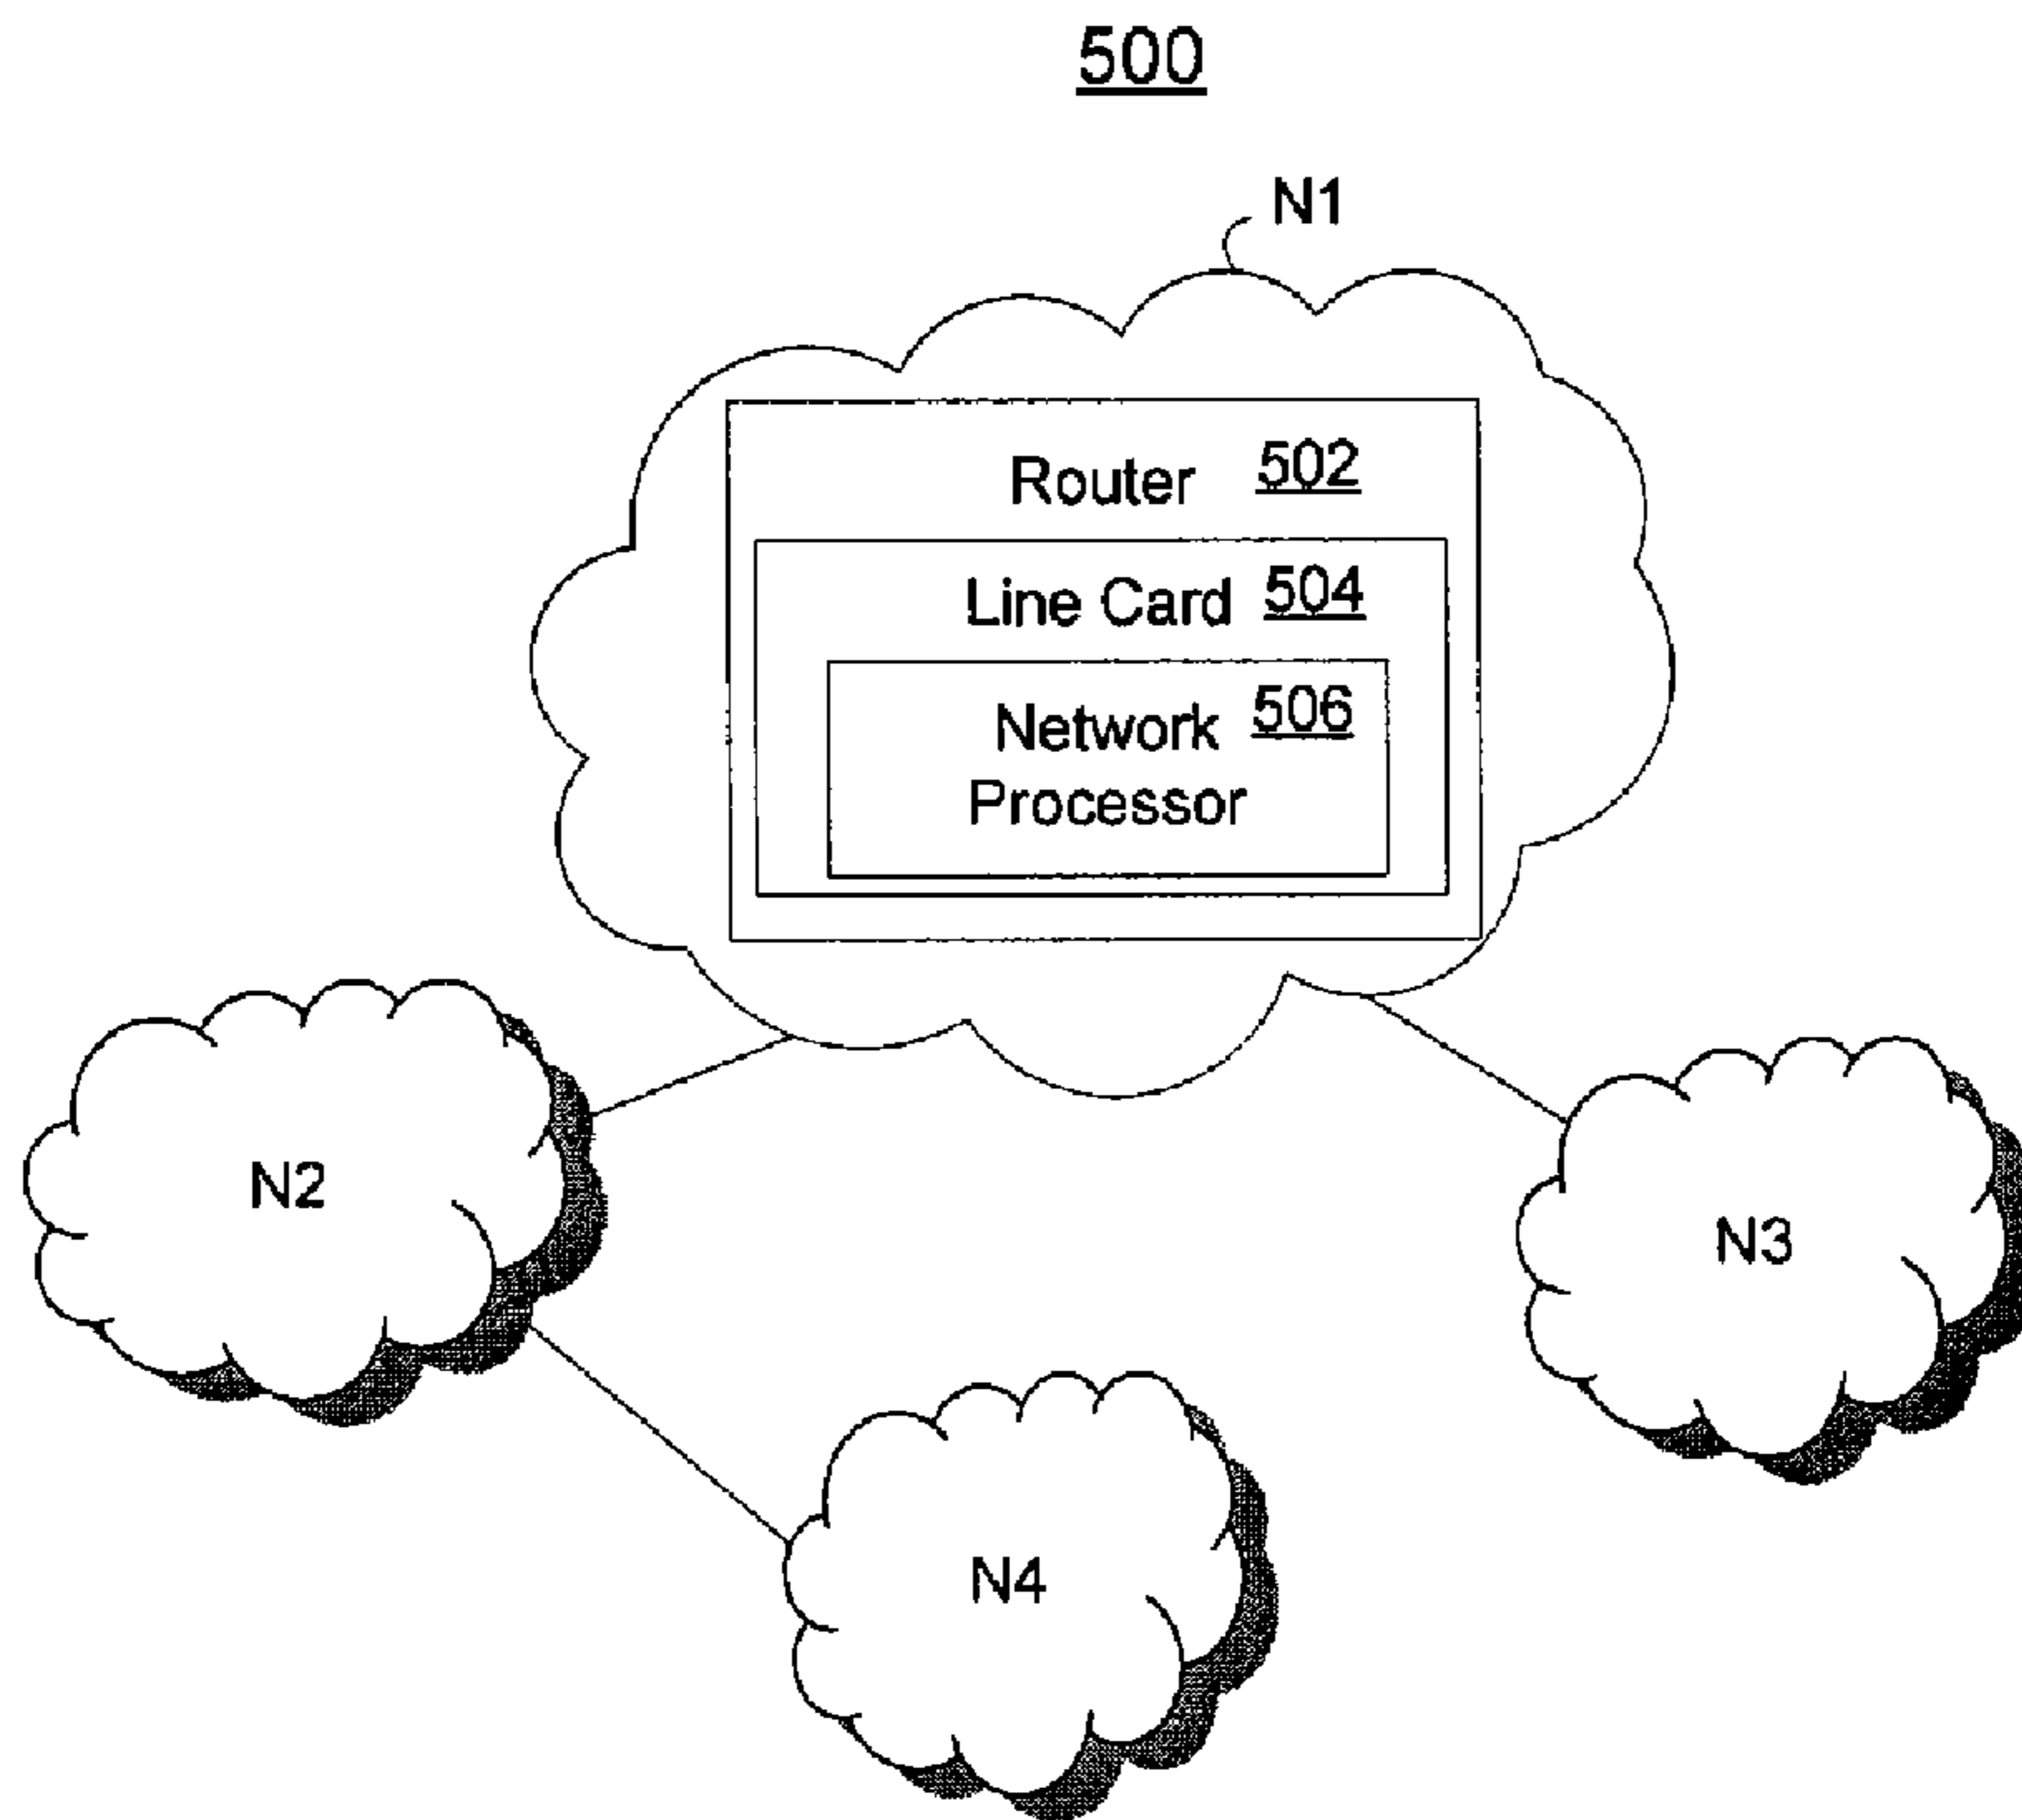 500
N1
Router 502
Line Card 504
Network 506
Processor
N2
N3
N4